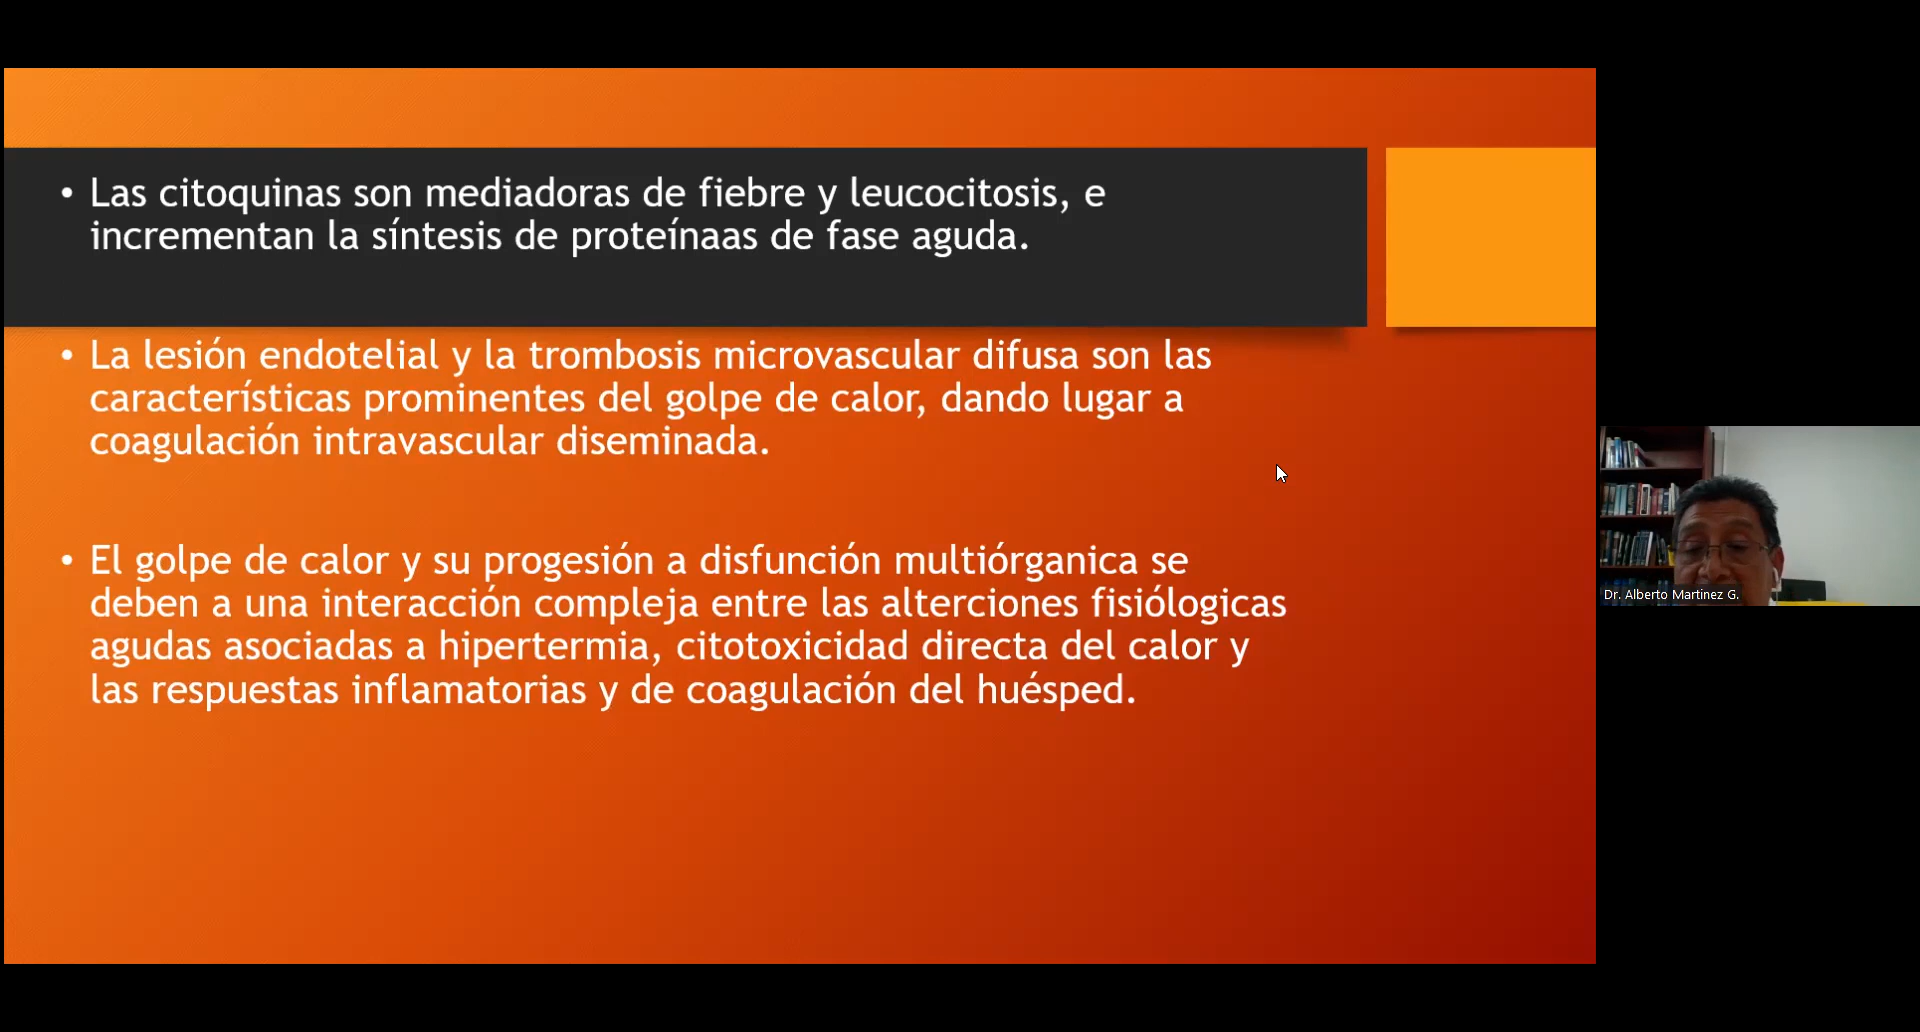 • Las citoquinas son mediadoras de fiebre y leucocitosis, e
incrementan la síntesis de proteínaas de fase aguda.
• La lesión endotelial y la trombosis microvascular difusa son las
características prominentes del golpe de calor, dando lugar a
coagulación intravascular diseminada.
• El golpe de calor y su progesión a disfunción multiórganica se
deben a una interacción compleja entre las alterciones fisiólogicas
agudas asociadas a hipertermia, citotoxicidad directa del calor y
las respuestas inflamatorias y de coagulación del huésped.
Dr. Alberto Martinez G.